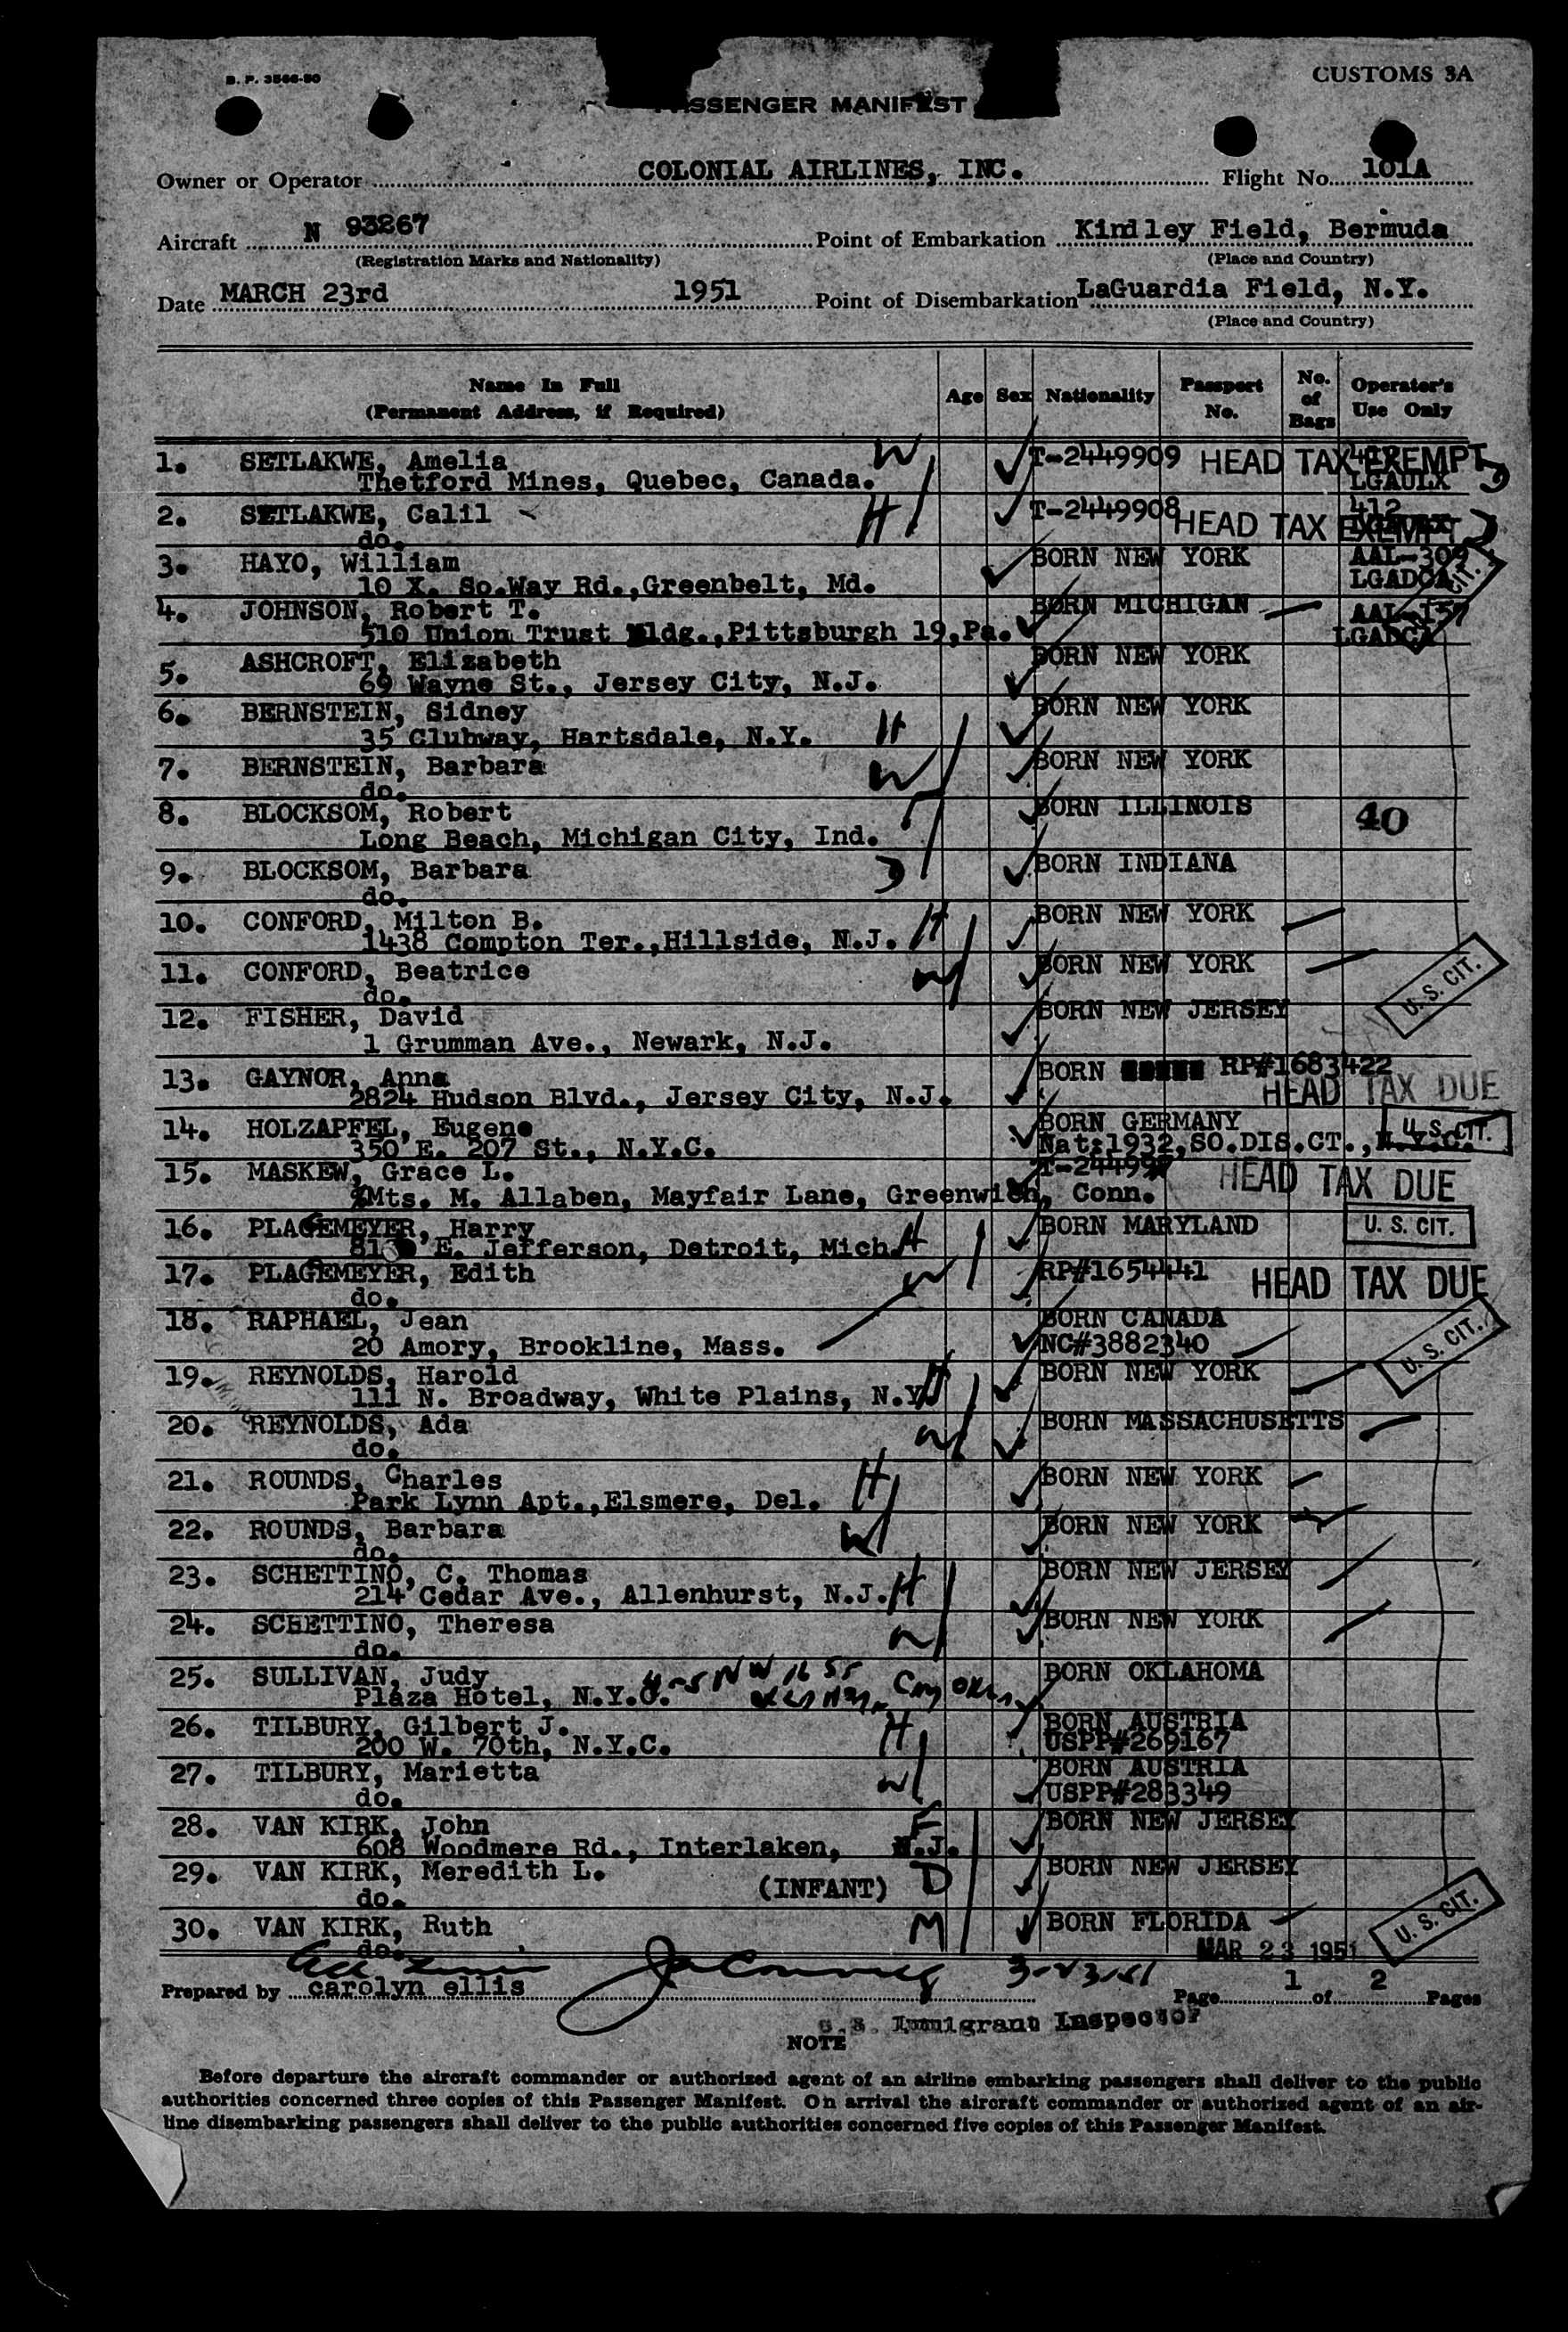 B. P. 3566-50
CUSTOMS 3A
PASSENGER MANIFEST
Owner or Operator COLONIAL AIRLINES, INC. Flight No. 101A
Aircraft N 93267 Point of Embarkation Kindley Field, Bermuda
(Registration Marks and Nationality) (Place and Country)
Date MARCH 23rd 1951 Point of Disembarkation LaGuardia Field, N.Y.
(Place and Country)
Name In Full (Permanent Address, if Required) Age Sex Nationality Passport No. No. of Bags Operator's Use Only
1. SETLAKWE, Amelia W T-2449909 HEAD TAX EXEMPT 412
Thetford Mines, Quebec, Canada. LGAULX
2. SETLAKWE, Calil H T-2449908 HEAD TAX EXEMPT 412
do.
3. HAYO, William BORN NEW YORK AAL-309
10 X. So.Way Rd.,Greenbelt, Md. LGADCA
4. JOHNSON, Robert T. BORN MICHIGAN AAL-157
510 Union Trust Bldg.,Pittsburgh 19,Pa. LGADCA
5. ASHCROFT, Elizabeth BORN NEW YORK
69 Wayne St., Jersey City, N.J.
6. BERNSTEIN, Sidney H BORN NEW YORK
35 Clubway, Hartsdale, N.Y.
7. BERNSTEIN, Barbara W BORN NEW YORK
do.
8. BLOCKSOM, Robert BORN ILLINOIS 40
Long Beach, Michigan City, Ind.
9. BLOCKSOM, Barbara BORN INDIANA
do.
10. CONFORD, Milton B. H BORN NEW YORK
1438 Compton Ter.,Hillside, N.J.
11. CONFORD, Beatrice W BORN NEW YORK U. S. CIT.
do.
12. FISHER, David BORN NEW JERSEY
1 Grumman Ave., Newark, N.J.
13. GAYNOR, Anna BORN RP#1683422
2824 Hudson Blvd., Jersey City, N.J. HEAD TAX DUE
14. HOLZAPFEL, Eugene BORN GERMANY U. S. CIT.
350 E. 207 St., N.Y.C. Nat:1932,SO.DIS.CT.,N.Y.C.
15. MASKEW, Grace L. T-244997 HEAD TAX DUE
%Mts. M. Allaben, Mayfair Lane, Greenwich, Conn.
16. PLAGEMEYER, Harry H BORN MARYLAND U. S. CIT.
E. Jefferson, Detroit, Mich.
17. PLAGEMEYER, Edith W RP#1654441 HEAD TAX DUE
do.
18. RAPHAEL, Jean BORN CANADA U. S. CIT.
20 Amory, Brookline, Mass. NC#3882340
19. REYNOLDS, Harold H BORN NEW YORK
111 N. Broadway, White Plains, N.Y.
20. REYNOLDS, Ada W BORN MASSACHUSETTS
do.
21. ROUNDS, Charles H BORN NEW YORK
Park Lynn Apt.,Elsmere, Del.
22. ROUNDS, Barbara W BORN NEW YORK
do.
23. SCHETTINO, C. Thomas H BORN NEW JERSEY
214 Cedar Ave., Allenhurst, N.J.
24. SCHETTINO, Theresa W BORN NEW YORK
do.
25. SULLIVAN, Judy BORN OKLAHOMA
Plaza Hotel, N.Y.C.
26. TILBURY, Gilbert J. H BORN AUSTRIA
200 W. 70th, N.Y.C. USPP#269167
27. TILBURY, Marietta W BORN AUSTRIA
do. USPP#283349
28. VAN KIRK, John F BORN NEW JERSEY
608 Woodmere Rd., Interlaken, N.J.
29. VAN KIRK, Meredith L. (INFANT) D BORN NEW JERSEY
do.
30. VAN KIRK, Ruth M BORN FLORIDA U. S. CIT.
do. MAR 23 1951
3-23-51
Prepared by carolyn ellis Page 1 of 2 Pages
U.S. Immigrant Inspector
NOTE
Before departure the aircraft commander or authorized agent of an airline embarking passengers shall deliver to the public
authorities concerned three copies of this Passenger Manifest. On arrival the aircraft commander or authorized agent of an air-
line disembarking passengers shall deliver to the public authorities concerned five copies of this Passenger Manifest.